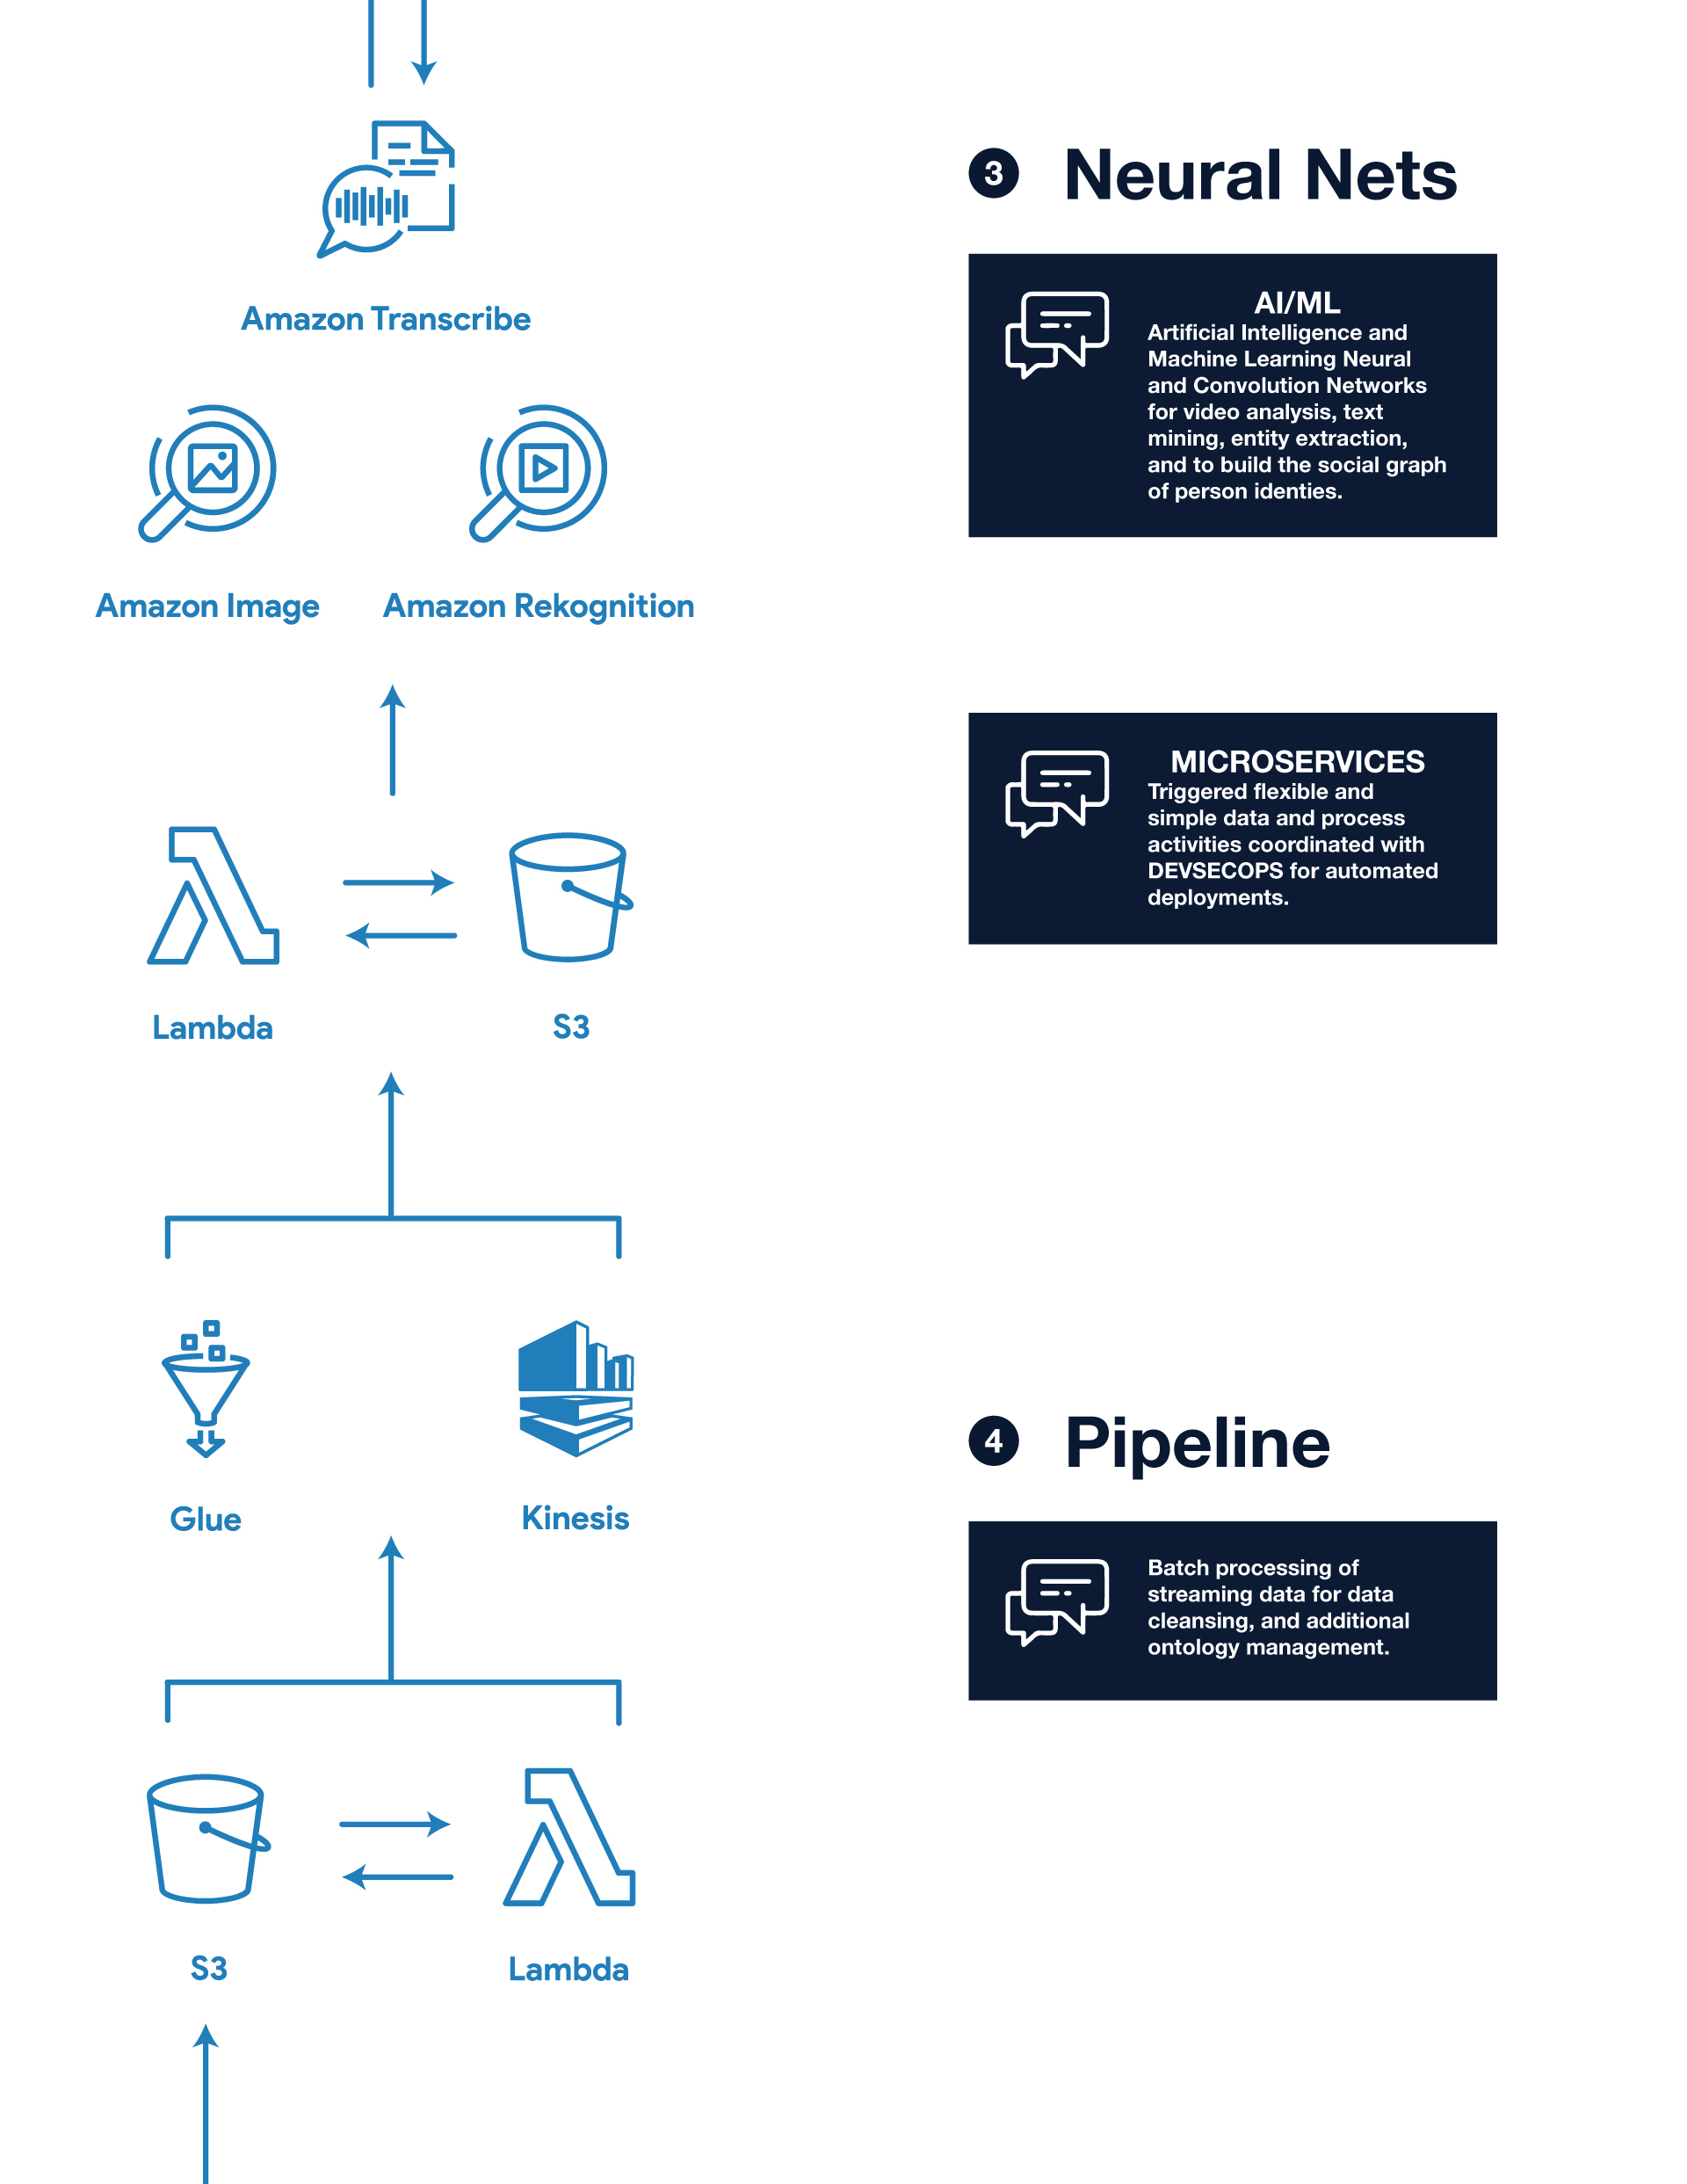 Amazon Transcribe
Amazon Image
Amazon Rekognition
Lambda
S3
Glue
Kinesis
S3
Lambda
3 Neural Nets
AI/ML
Artificial Intelligence and
Machine Learning Neural
and Convolution Networks
for video analysis, text
mining, entity extraction,
and to build the social graph
of person identies.
MICROSERVICES
Triggered flexible and
simple data and process
activities coordinated with
DEVSECOPS for automated
deployments.
4 Pipeline
Batch processing of
streaming data for data
cleansing, and additional
ontology management.